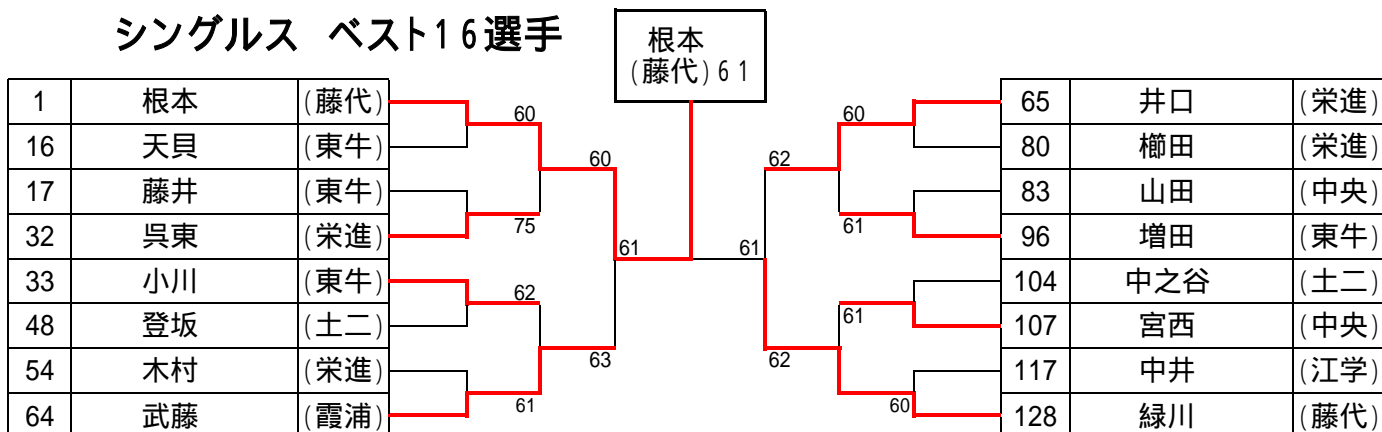 シングルス ベスト16選手
根本
(藤代)61
1 根本 (藤代)
16 天貝 (東牛)
17 藤井 (東牛)
32 呉東 (栄進)
33 小川 (東牛)
48 登坂 (土二)
54 木村 (栄進)
64 武藤 (霞浦)
60
75
62
61
60
63
61
61
62
62
60
61
61
60
65 井口 (栄進)
80 櫛田 (栄進)
83 山田 (中央)
96 増田 (東牛)
104 中之谷 (土二)
107 宮西 (中央)
117 中井 (江学)
128 緑川 (藤代)